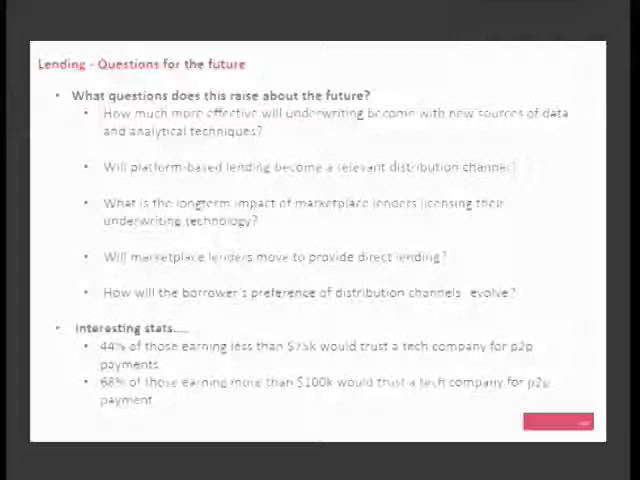 Lending - Questions for the future
• What questions does this raise about the future?
• How much more effective will underwriting become with new sources of data
and analytical techniques?
• Will platform-based lending become a relevant distribution channel?
• What is the longterm impact of marketplace lenders licensing their
underwriting technology?
• Will marketplace lenders move to provide direct lending?
• How will the borrower's preference of distribution channels evolve?
• Interesting stats....
• 44% of those earning less than $75k would trust a tech company for p2p
payments
• 68% of those earning more than $100k would trust a tech company for p2p
payment